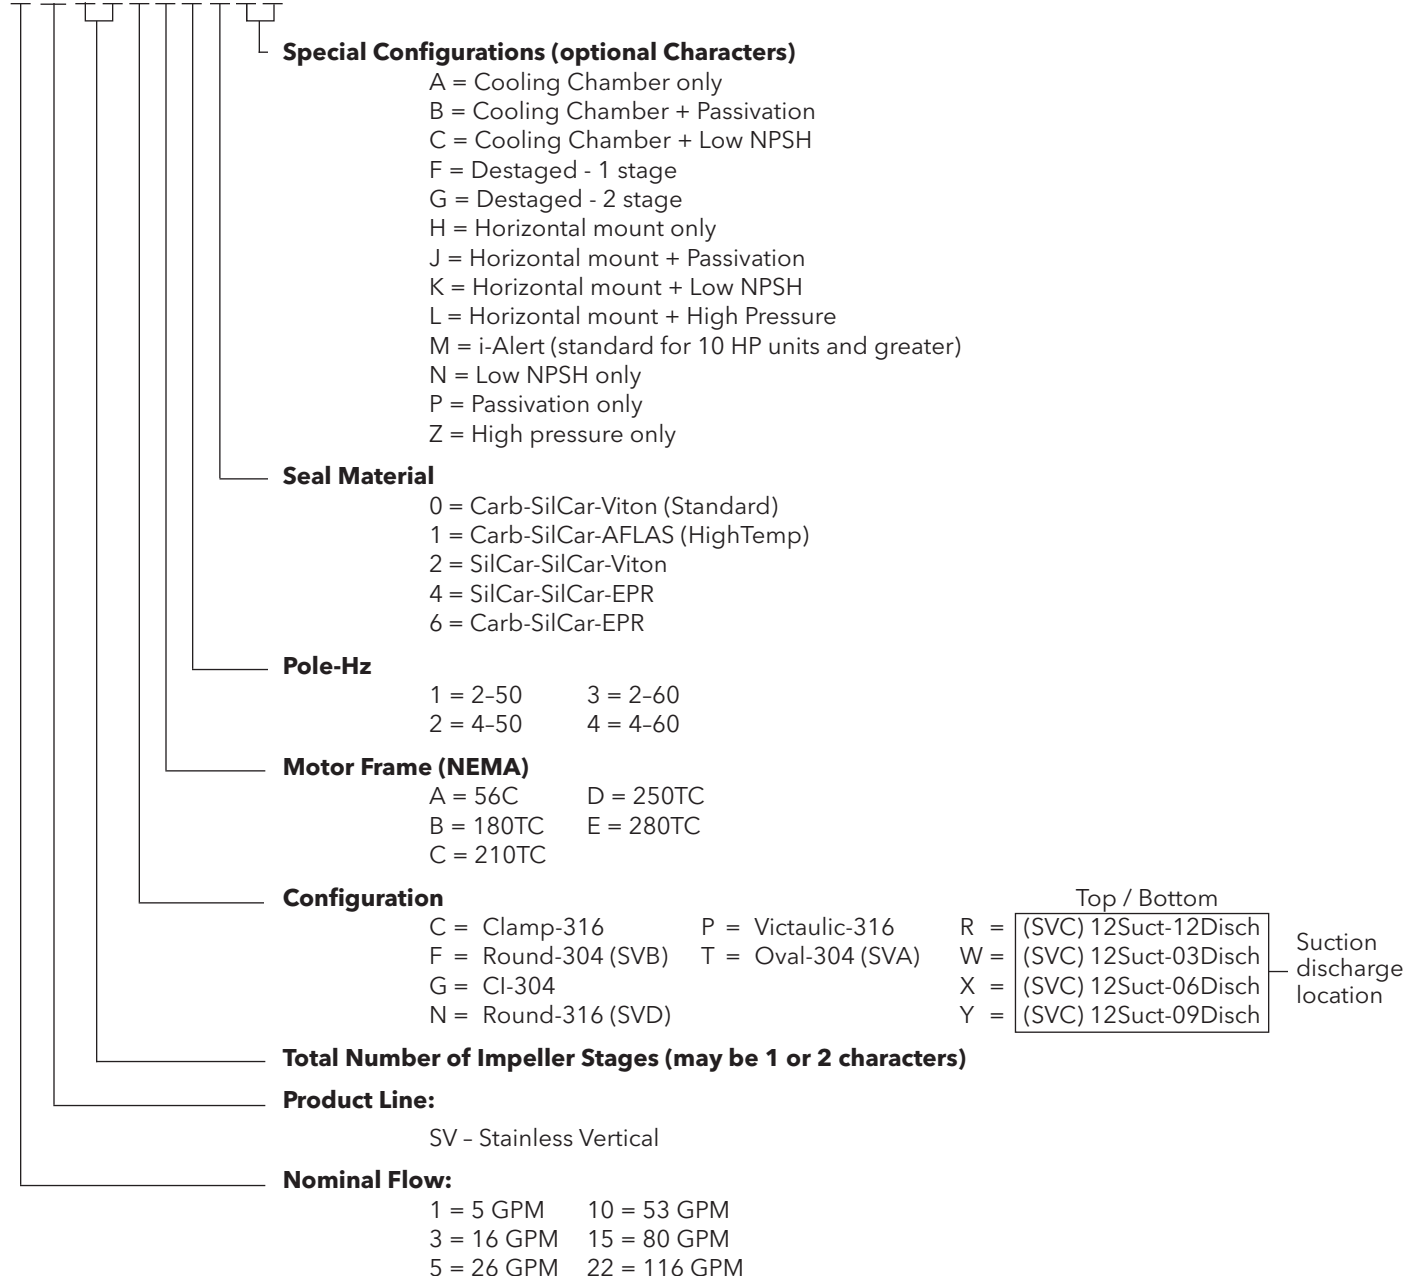 Special Configurations (optional Characters)
A = Cooling Chamber only
B = Cooling Chamber + Passivation
C = Cooling Chamber + Low NPSH
F = Destaged - 1 stage
G = Destaged - 2 stage
H = Horizontal mount only
J = Horizontal mount + Passivation
K = Horizontal mount + Low NPSH
L = Horizontal mount + High Pressure
M = i-Alert (standard for 10 HP units and greater)
N = Low NPSH only
P = Passivation only
Z = High pressure only
Seal Material
0 = Carb-SilCar-Viton (Standard)
1 = Carb-SilCar-AFLAS (HighTemp)
2 = SilCar-SilCar-Viton
4 = SilCar-SilCar-EPR
6 = Carb-SilCar-EPR
Pole-Hz
1 = 2–50 3 = 2–60
2 = 4–50 4 = 4–60
Motor Frame (NEMA)
A = 56C D = 250TC
B = 180TC E = 280TC
C = 210TC
Configuration Top / Bottom
C = Clamp-316 P = Victaulic-316 R = (SVC) 12Suct-12Disch
F = Round-304 (SVB) T = Oval-304 (SVA) W = (SVC) 12Suct-03Disch
G = CI-304 X = (SVC) 12Suct-06Disch
N = Round-316 (SVD) Y = (SVC) 12Suct-09Disch
Suction
discharge
location
Total Number of Impeller Stages (may be 1 or 2 characters)
Product Line:
SV – Stainless Vertical
Nominal Flow:
1 = 5 GPM 10 = 53 GPM
3 = 16 GPM 15 = 80 GPM
5 = 26 GPM 22 = 116 GPM